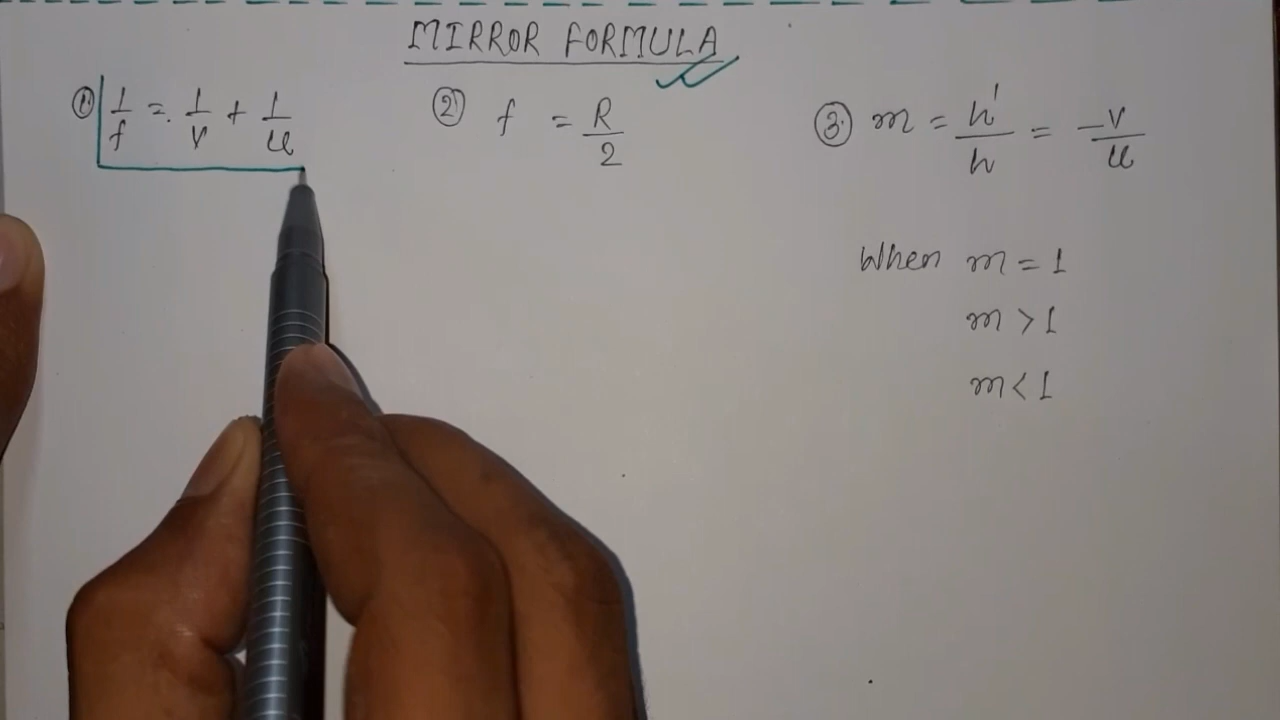 MIRROR FORMULA
① 1/f = 1/v + 1/u
② f = R/2
③ m = h'/h = -v/u
When m = 1
m > 1
m < 1